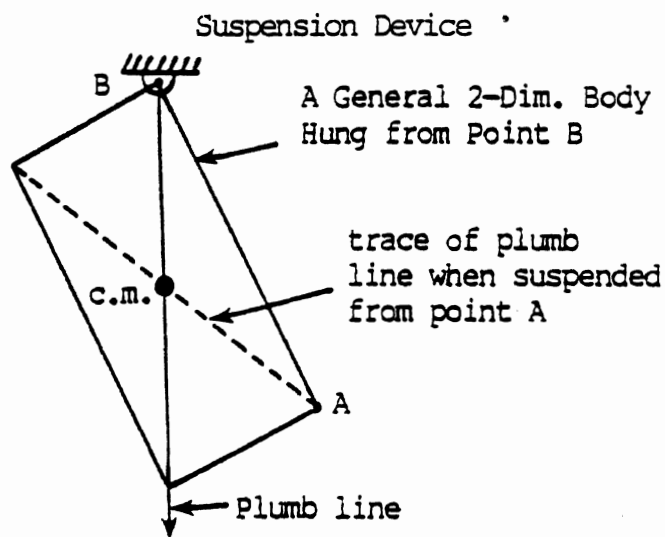 Suspension Device '
B
A General 2-Dim. Body
Hung from Point B
trace of plumb
line when suspended
from point A
c.m.
A
Plumb line